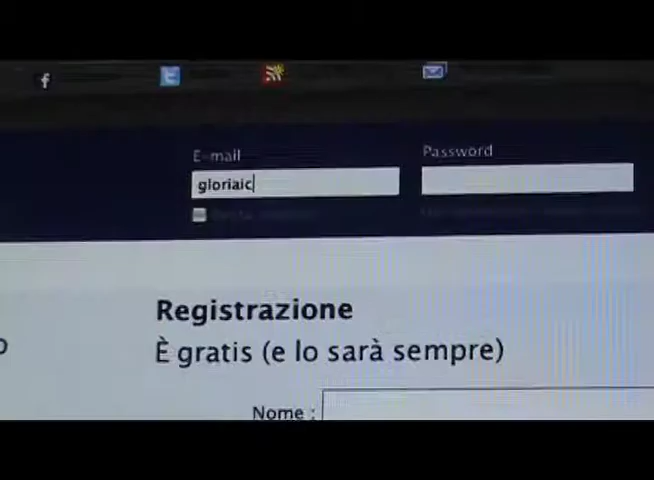 E-mail
Password
gloriaic
Registrazione
È gratis (e lo sarà sempre)
Nome :